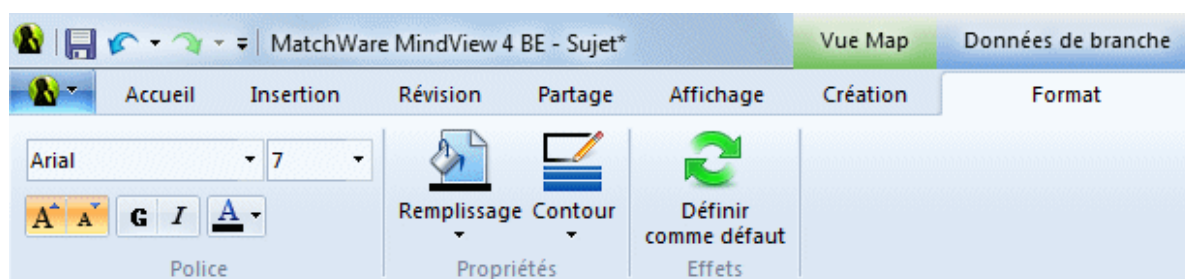 MatchWare MindView 4 BE - Sujet*
Vue Map
Données de branche
Accueil
Insertion
Révision
Partage
Affichage
Création
Format
Arial
7
A A G I A
Remplissage
Contour
Définir
comme défaut
Police
Propriétés
Effets